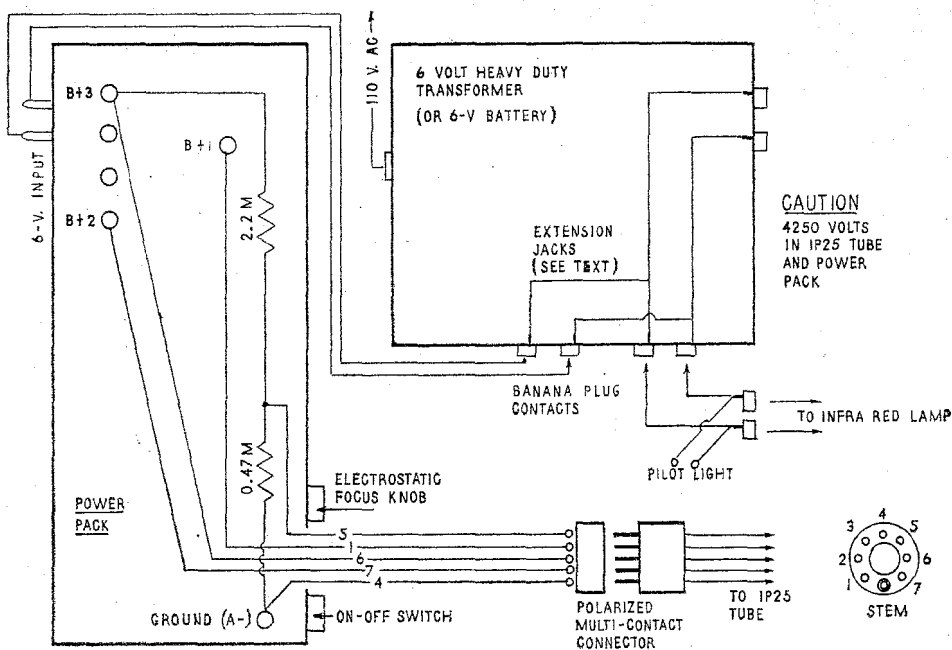 6-V. INPUT
B+3
B+1
B+2
2.2 M
0.47 M
POWER
PACK
GROUND (A-)
110 V. AC
6 VOLT HEAVY DUTY
TRANSFORMER
(OR 6-V BATTERY)
EXTENSION
JACKS
(SEE TEXT)
CAUTION
4250 VOLTS
IN IP25 TUBE
AND POWER
PACK
BANANA PLUG
CONTACTS
TO INFRA RED LAMP
PILOT LIGHT
ELECTROSTATIC
FOCUS KNOB
5
1
6
7
4
ON-OFF SWITCH
POLARIZED
MULTI-CONTACT
CONNECTOR
TO IP25
TUBE
1
2
3
4
5
6
7
STEM